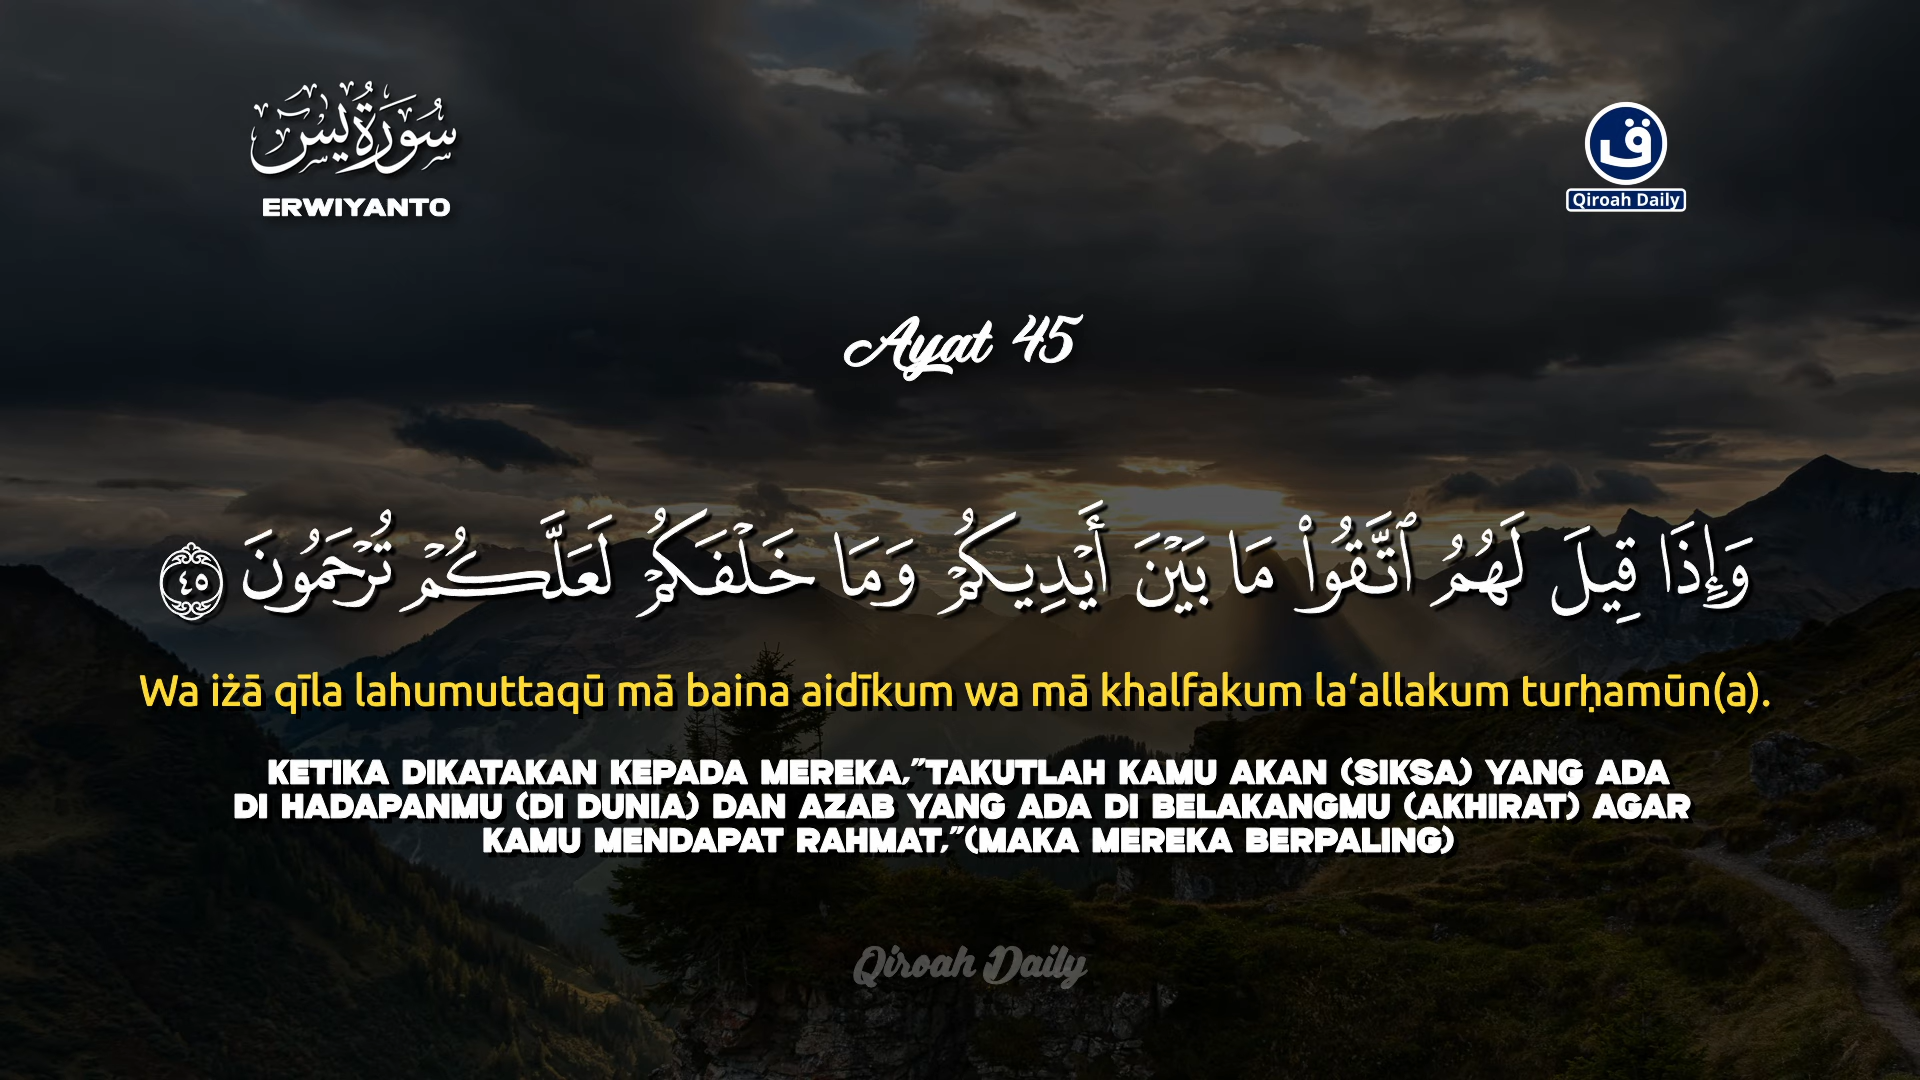 سُورَةُ يس
ERWIYANTO
ق
Qiroah Daily
Ayat 45
وَإِذَا قِيلَ لَهُمُ ٱتَّقُوا۟ مَا بَيْنَ أَيْدِيكُمْ وَمَا خَلْفَكُمْ لَعَلَّكُمْ تُرْحَمُونَ ٤٥
Wa iżā qīla lahumuttaqū mā baina aidīkum wa mā khalfakum la‘allakum turḥamūn(a).
KETIKA DIKATAKAN KEPADA MEREKA,"TAKUTLAH KAMU AKAN (SIKSA) YANG ADA
DI HADAPANMU (DI DUNIA) DAN AZAB YANG ADA DI BELAKANGMU (AKHIRAT) AGAR
KAMU MENDAPAT RAHMAT,"(MAKA MEREKA BERPALING)
Qiroah Daily